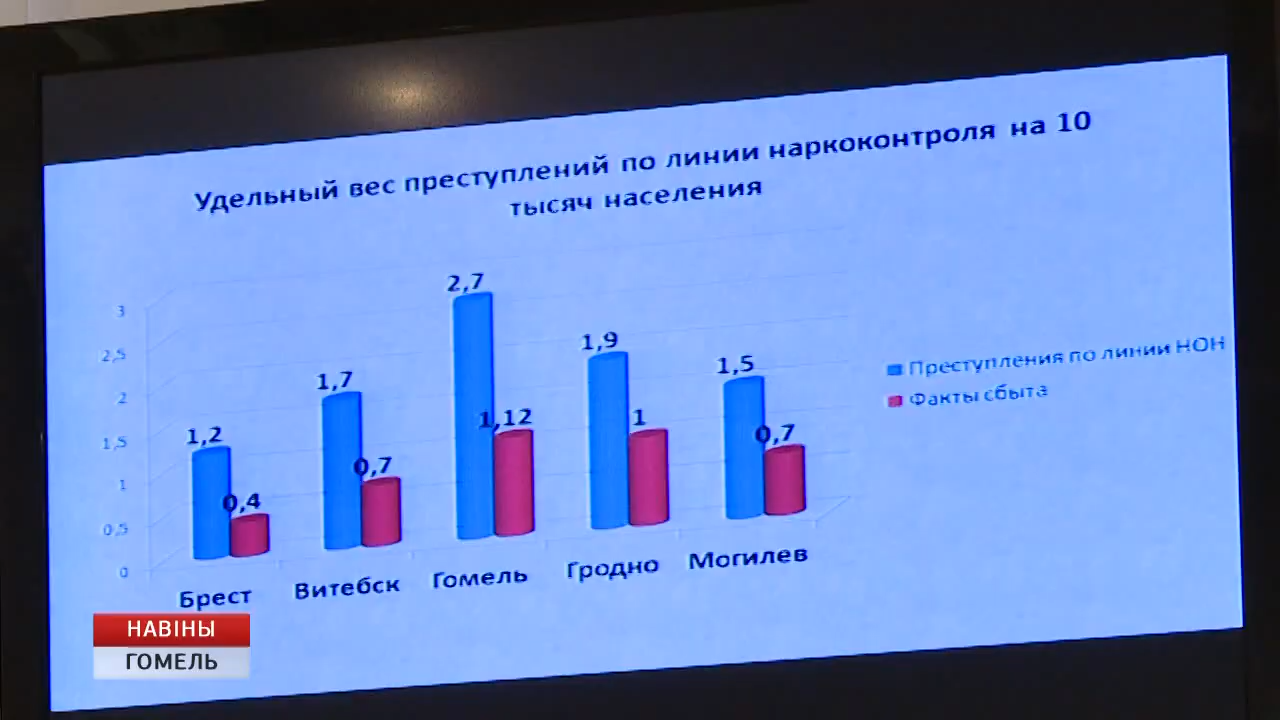 Удельный вес преступлений по линии наркоконтроля на 10
тысяч населения
3
2,5
2
1,5
1
0,5
0
1,2
0,4
1,7
0,7
2,7
1,12
1,9
1
1,5
0,7
Брест
Витебск
Гомель
Гродно
Могилев
Преступления по линии НОН
Факты сбыта
НАВІНЫ
ГОМЕЛЬ